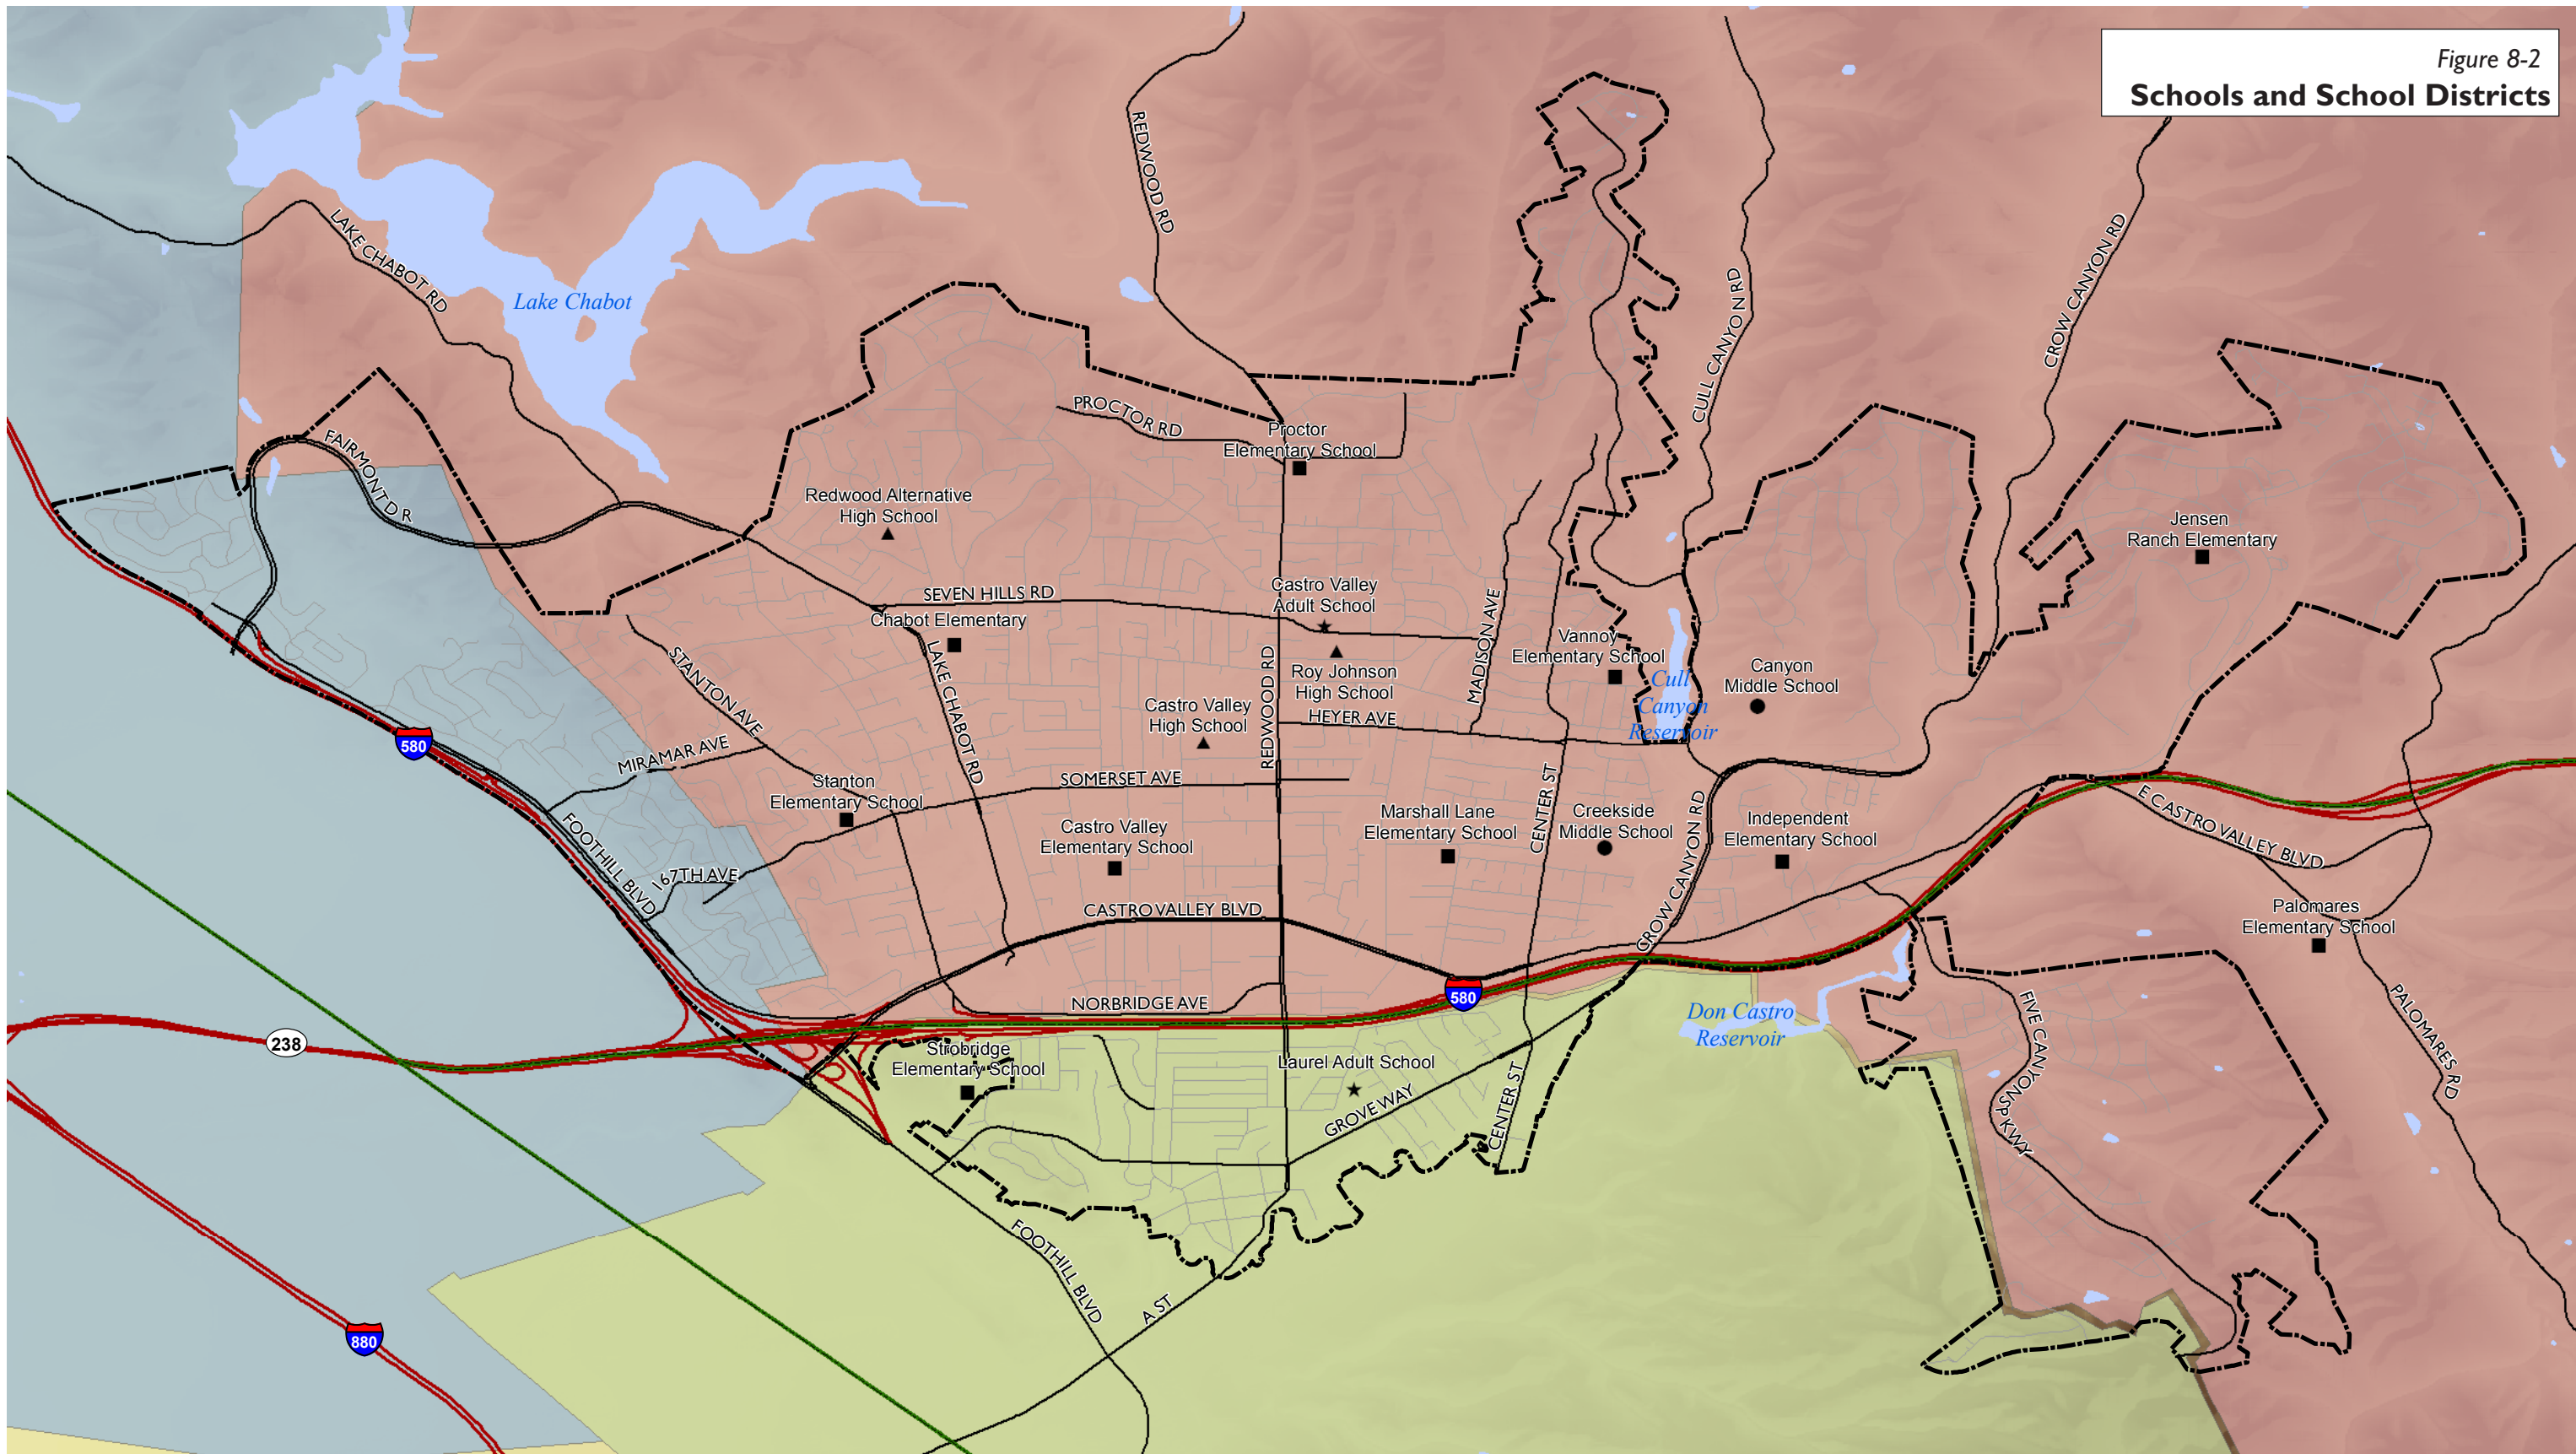 Figure 8-2
Schools and School Districts
REDWOOD RD
LAKE CHABOT RD
Lake Chabot
CULL CANYON RD
CROW CANYON RD
PROCTOR RD
Proctor
Elementary School
FAIRMONT DR
Redwood Alternative
High School
Jensen
Ranch Elementary
SEVEN HILLS RD
Castro Valley
Adult School
Chabot Elementary
MADISON AVE
Vannoy
Elementary School
STANTON AVE
LAKE CHABOT RD
REDWOOD RD
Roy Johnson
High School
Canyon
Middle School
Cull
Canyon
Reservoir
Castro Valley
High School
HEYER AVE
580
MIRAMAR AVE
SOMERSET AVE
Stanton
Elementary School
Castro Valley
Elementary School
Marshall Lane
Elementary School
CENTER ST
Creekside
Middle School
CROW CANYON RD
Independent
Elementary School
E CASTRO VALLEY BLVD
FOOTHILL BLVD
167TH AVE
CASTRO VALLEY BLVD
Palomares
Elementary School
NORBRIDGE AVE
580
Don Castro
Reservoir
FIVE CANYONS PKWY
PALOMARES RD
238
Strobridge
Elementary School
Laurel Adult School
GROVE WAY
CENTER ST
FOOTHILL BLVD
A ST
880